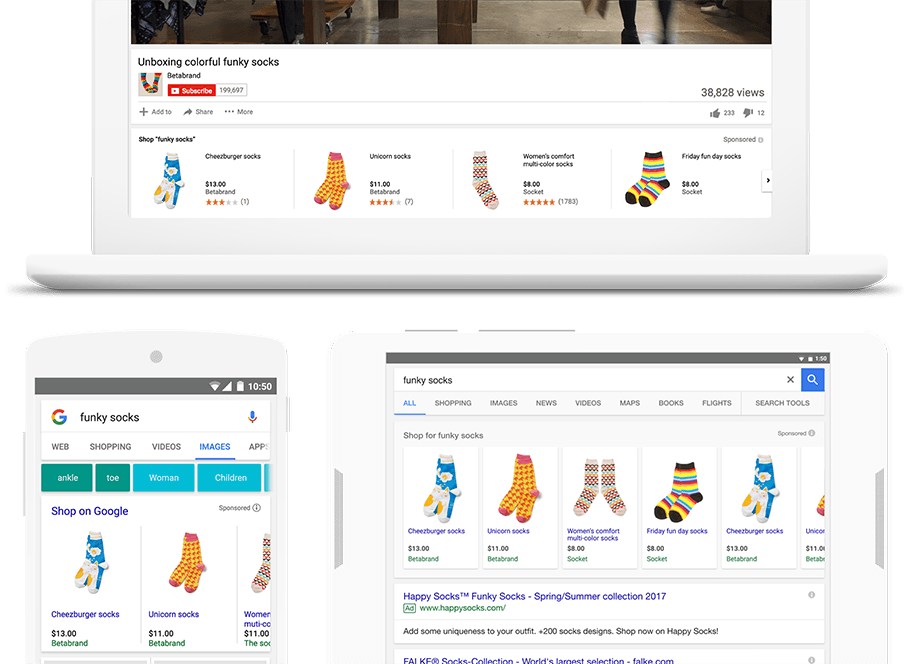 Unboxing colorful funky socks
Betabrand
Subscribe 199,697
38,828 views
Add to Share More
233 12
Shop "funky socks" Sponsored
Cheezburger socks
$13.00
Betabrand
(1)
Unicorn socks
$11.00
Betabrand
(7)
Women's comfort
multi-color socks
$8.00
Socket
(1783)
Friday fun day socks
$8.00
Socket
10:50
funky socks
WEB SHOPPING VIDEOS IMAGES APPS
ankle toe Woman Children
Shop on Google Sponsored
Cheezburger socks
$13.00
Betabrand
Unicorn socks
$11.00
Betabrand
Women
muti-co
$11.00
The soc
1:50
funky socks
ALL SHOPPING IMAGES NEWS VIDEOS MAPS BOOKS FLIGHTS SEARCH TOOLS
Shop for funky socks Sponsored
Cheezburger socks
$13.00
Betabrand
Unicorn socks
$11.00
Betabrand
Women's comfort
multi-color socks
$8.00
Socket
Friday fun day socks
$8.00
Socket
Cheezburger socks
$13.00
Betabrand
Unicorn
$11.0
Betab
Happy Socks™ Funky Socks - Spring/Summer collection 2017
Ad www.happysocks.com/
Add some uniqueness to your outfit. +200 socks designs. Shop now on Happy Socks!
FALKE® Socks-Collection - World's largest selection - falke.com